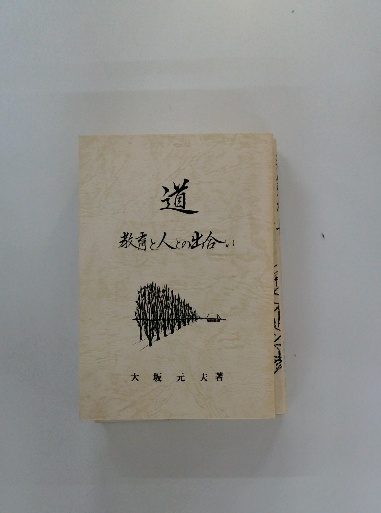 道
教育と人との出合い
大坂元夫著